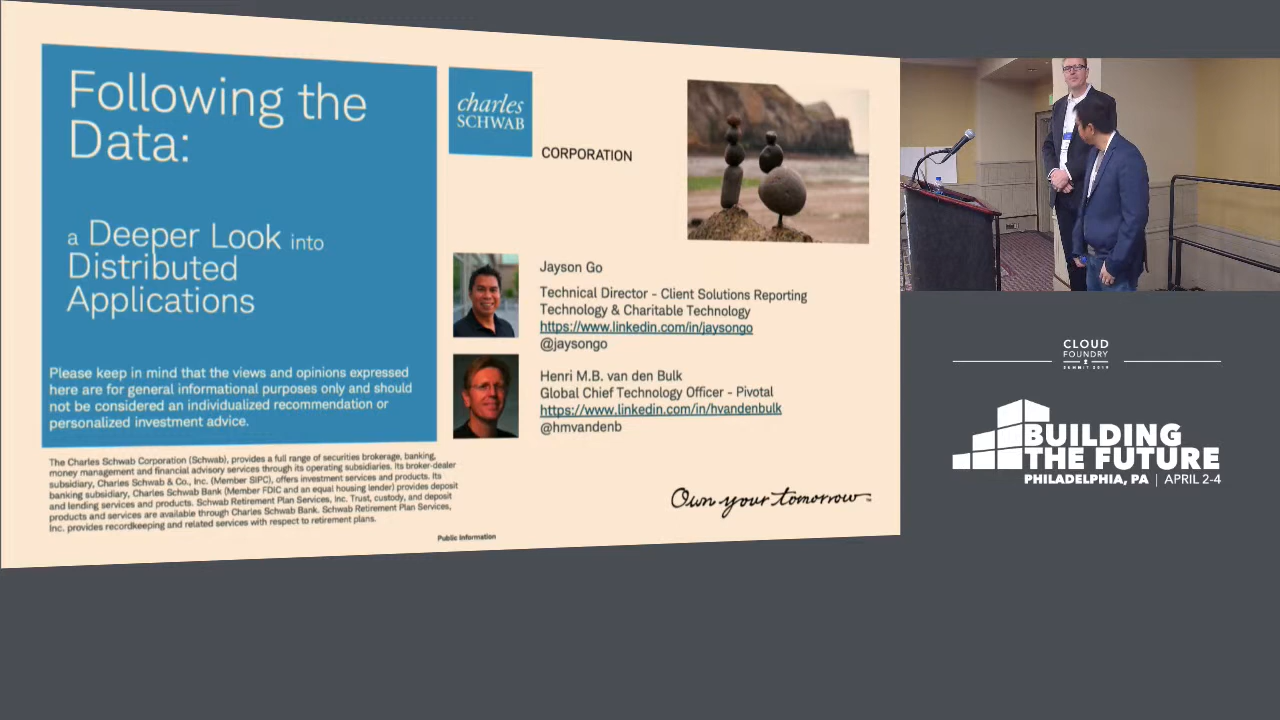 Following the
Data:
a Deeper Look into
Distributed
Applications
Please keep in mind that the views and opinions expressed
here are for general informational purposes only and should
not be considered an individualized recommendation or
personalized investment advice.
charles
SCHWAB
CORPORATION
Jayson Go
Technical Director - Client Solutions Reporting
Technology & Charitable Technology
https://www.linkedin.com/in/jaysongo
@jaysongo
Henri M.B. van den Bulk
Global Chief Technology Officer - Pivotal
https://www.linkedin.com/in/hvandenbulk
@hmvandenb
The Charles Schwab Corporation (Schwab), provides a full range of securities brokerage, banking,
money management and financial advisory services through its operating subsidiaries. Its broker-dealer
subsidiary, Charles Schwab & Co., Inc. (Member SIPC), offers investment services and products. Its
banking subsidiary, Charles Schwab Bank (Member FDIC and an equal housing lender) provides deposit
and lending services and products. Schwab Retirement Plan Services, Inc. Trust, custody, and deposit
products and services are available through Charles Schwab Bank. Schwab Retirement Plan Services,
Inc. provides recordkeeping and related services with respect to retirement plans.
Own your tomorrow
Public Information
CLOUD
FOUNDRY
SUMMIT 2019
BUILDING
THE FUTURE
PHILADELPHIA, PA | APRIL 2-4